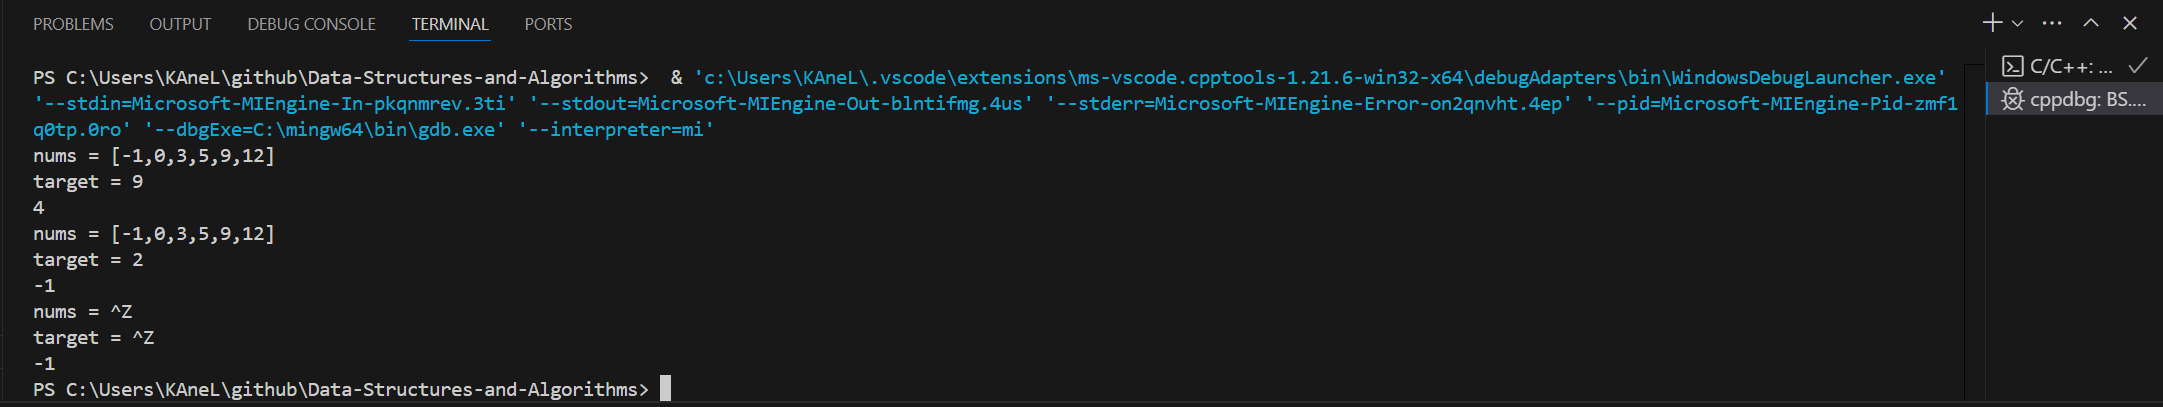 PROBLEMS OUTPUT DEBUG CONSOLE TERMINAL PORTS
PS C:\Users\KAneL\github\Data-Structures-and-Algorithms>  & 'c:\Users\KAneL\.vscode\extensions\ms-vscode.cpptools-1.21.6-win32-x64\debugAdapters\bin\WindowsDebugLauncher.exe'
'--stdin=Microsoft-MIEngine-In-pkqnmrev.3ti' '--stdout=Microsoft-MIEngine-Out-blntifmg.4us' '--stderr=Microsoft-MIEngine-Error-on2qnvht.4ep' '--pid=Microsoft-MIEngine-Pid-zmf1
q0tp.0ro' '--dbgExe=C:\mingw64\bin\gdb.exe' '--interpreter=mi'
nums = [-1,0,3,5,9,12]
target = 9
4
nums = [-1,0,3,5,9,12]
target = 2
-1
nums = ^Z
target = ^Z
-1
PS C:\Users\KAneL\github\Data-Structures-and-Algorithms>
C/C++: ...
cppdbg: BS....